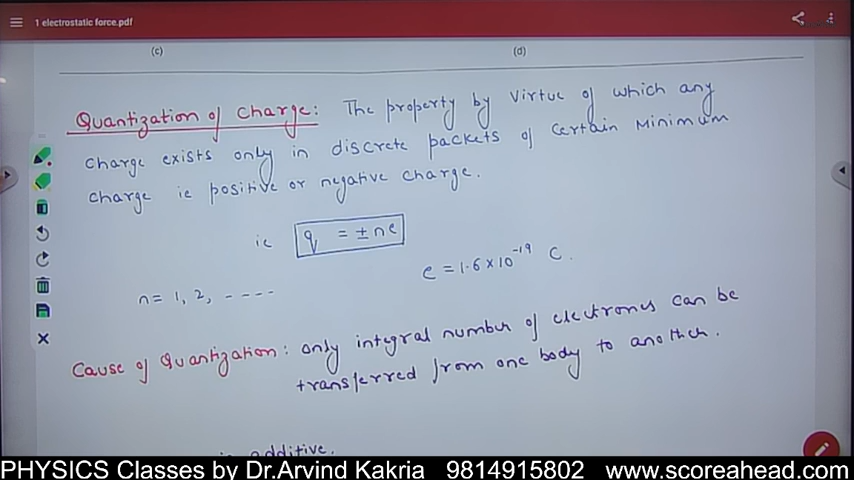 1 electrostatic force.pdf
(c) (d)
Quantization of Charge: The property by Virtue of which any
charge exists only in discrete packets of certain Minimum
charge ie positive or negative charge.
ie q = ±ne
e = 1.6 × 10⁻¹⁹ C.
n = 1, 2, - - - -
Cause of Quantization: only integral number of electrones can be
transferred from one body to another.
is additive.
PHYSICS Classes by Dr.Arvind Kakria 9814915802 www.scoreahead.com